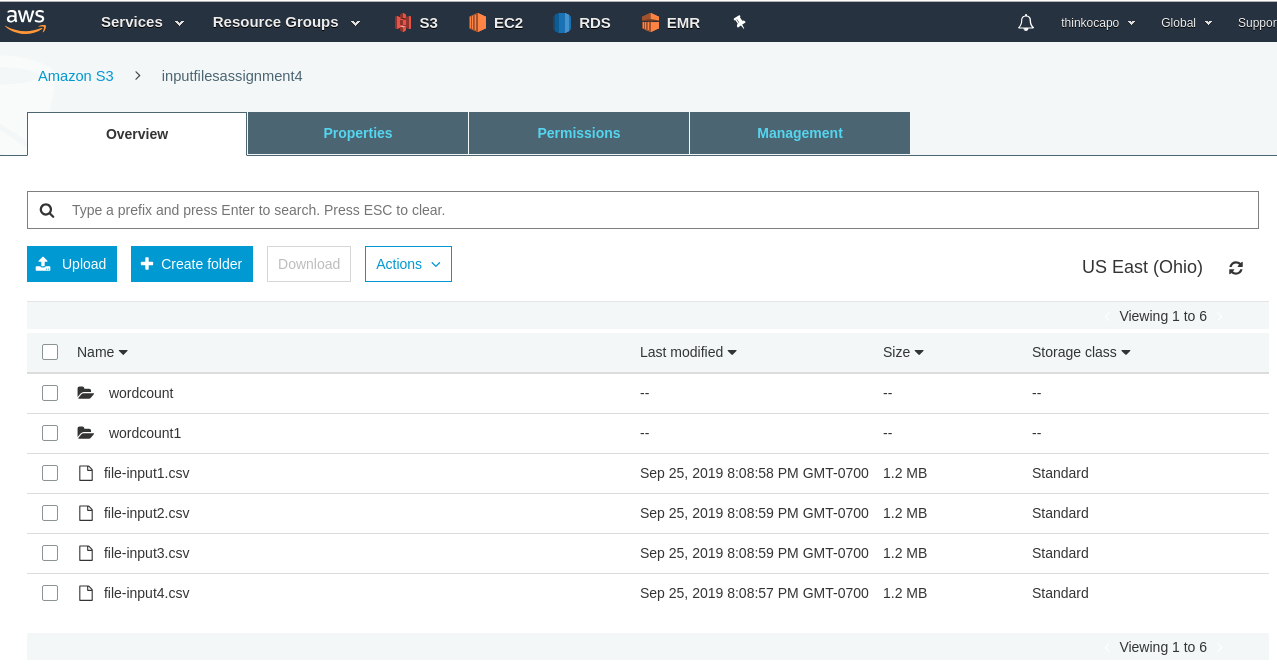 aws Services Resource Groups S3 EC2 RDS EMR thinkocapo Global Suppor
Amazon S3 > inputfilesassignment4
Overview Properties Permissions Management
Type a prefix and press Enter to search. Press ESC to clear.
Upload Create folder Download Actions US East (Ohio)
Viewing 1 to 6
Name Last modified Size Storage class
wordcount -- -- --
wordcount1 -- -- --
file-input1.csv Sep 25, 2019 8:08:58 PM GMT-0700 1.2 MB Standard
file-input2.csv Sep 25, 2019 8:08:59 PM GMT-0700 1.2 MB Standard
file-input3.csv Sep 25, 2019 8:08:59 PM GMT-0700 1.2 MB Standard
file-input4.csv Sep 25, 2019 8:08:57 PM GMT-0700 1.2 MB Standard
Viewing 1 to 6